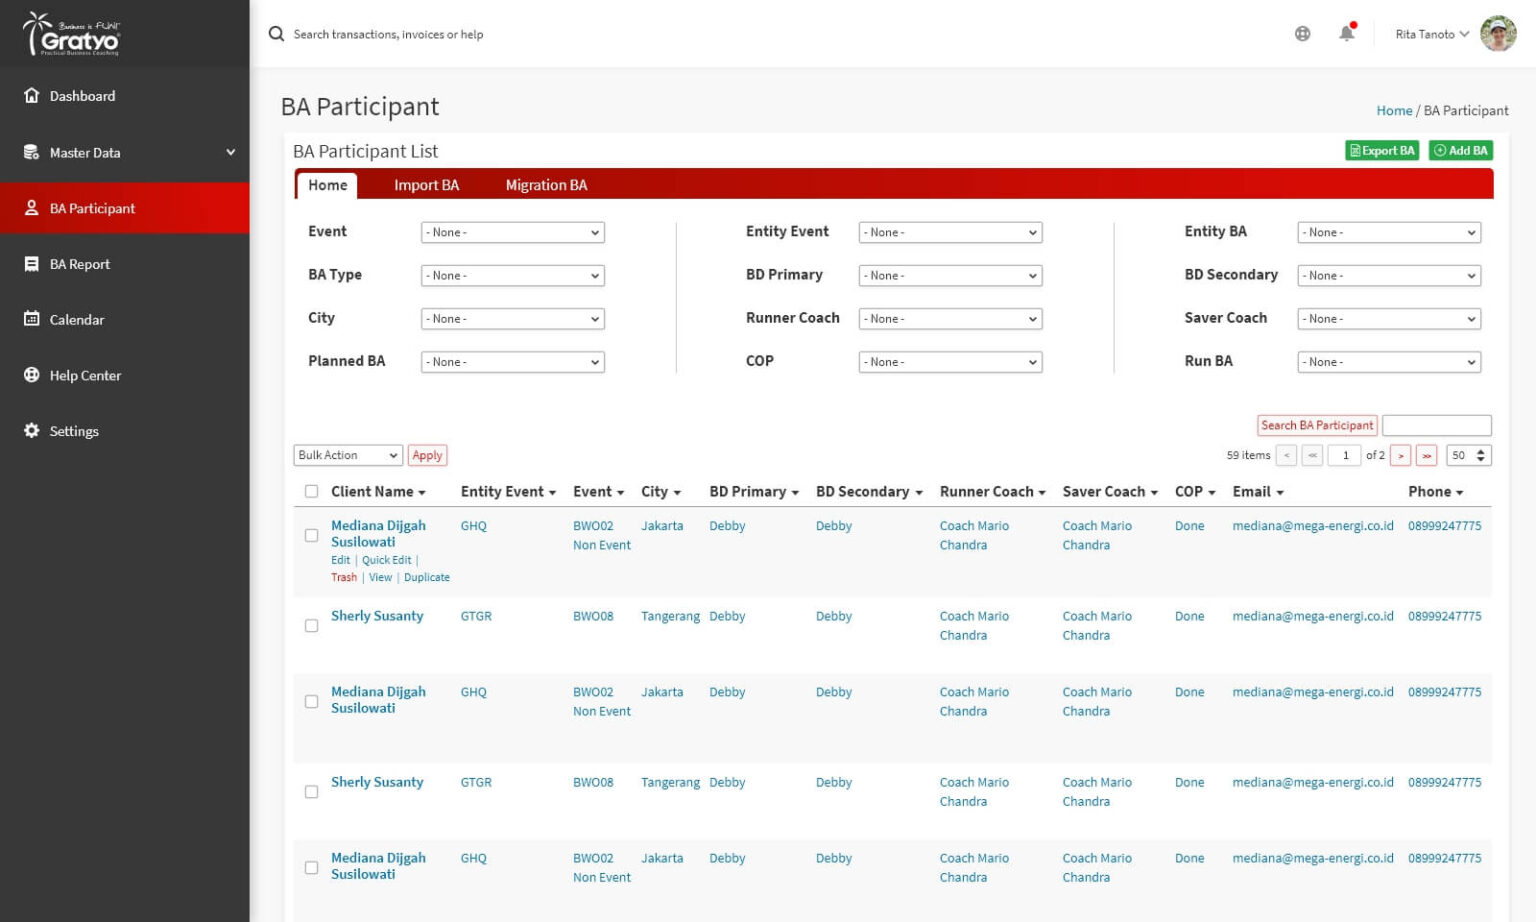 Business is FUN!
Gratyo
Practical Business Coaching
Search transactions, invoices or help
Rita Tanoto
Dashboard
Master Data
BA Participant
BA Report
Calendar
Help Center
Settings
BA Participant
Home / BA Participant
BA Participant List
Export BA
Add BA
Home
Import BA
Migration BA
Event - None -
Entity Event - None -
Entity BA - None -
BA Type - None -
BD Primary - None -
BD Secondary - None -
City - None -
Runner Coach - None -
Saver Coach - None -
Planned BA - None -
COP - None -
Run BA - None -
Search BA Participant
Bulk Action Apply
59 items < << 1 of 2 > >> 50
Client Name Entity Event Event City BD Primary BD Secondary Runner Coach Saver Coach COP Email Phone
Mediana Dijgah GHQ BWO02 Jakarta Debby Debby Coach Mario Coach Mario Done mediana@mega-energi.co.id 08999247775
Susilowati Non Event Chandra Chandra
Edit | Quick Edit |
Trash | View | Duplicate
Sherly Susanty GTGR BWO08 Tangerang Debby Debby Coach Mario Coach Mario Done mediana@mega-energi.co.id 08999247775
Chandra Chandra
Mediana Dijgah GHQ BWO02 Jakarta Debby Debby Coach Mario Coach Mario Done mediana@mega-energi.co.id 08999247775
Susilowati Non Event Chandra Chandra
Sherly Susanty GTGR BWO08 Tangerang Debby Debby Coach Mario Coach Mario Done mediana@mega-energi.co.id 08999247775
Chandra Chandra
Mediana Dijgah GHQ BWO02 Jakarta Debby Debby Coach Mario Coach Mario Done mediana@mega-energi.co.id 08999247775
Susilowati Non Event Chandra Chandra